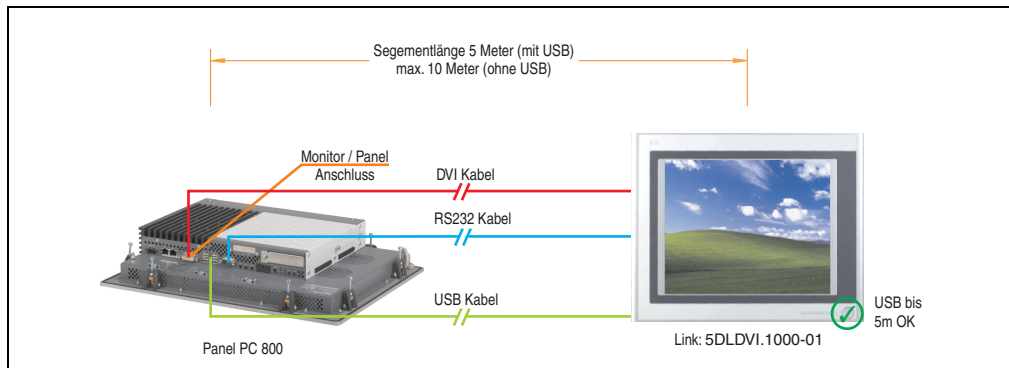 Segementlänge 5 Meter (mit USB)
max. 10 Meter (ohne USB)
Monitor / Panel
Anschluss
DVI Kabel
RS232 Kabel
USB Kabel
USB bis
5m OK
Panel PC 800
Link: 5DLDVI.1000-01